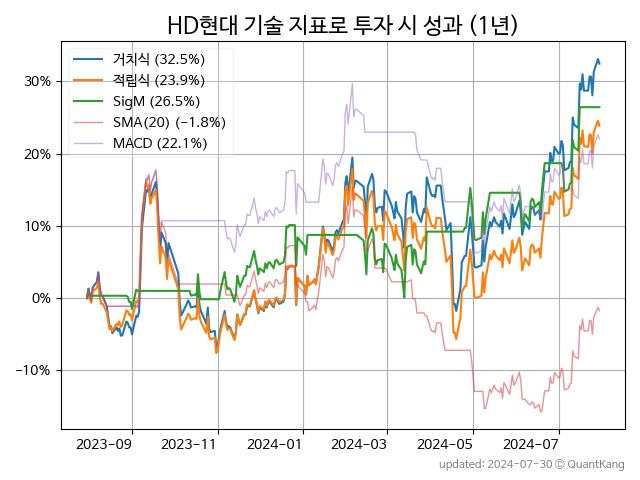 HD현대 기술 지표로 투자 시 성과 (1년)
거치식 (32.5%)
적립식 (23.9%)
SigM (26.5%)
SMA(20) (−1.8%)
MACD (22.1%)
30%
20%
10%
0%
−10%
2023-09
2023-11
2024-01
2024-03
2024-05
2024-07
updated: 2024-07-30 © QuantKang